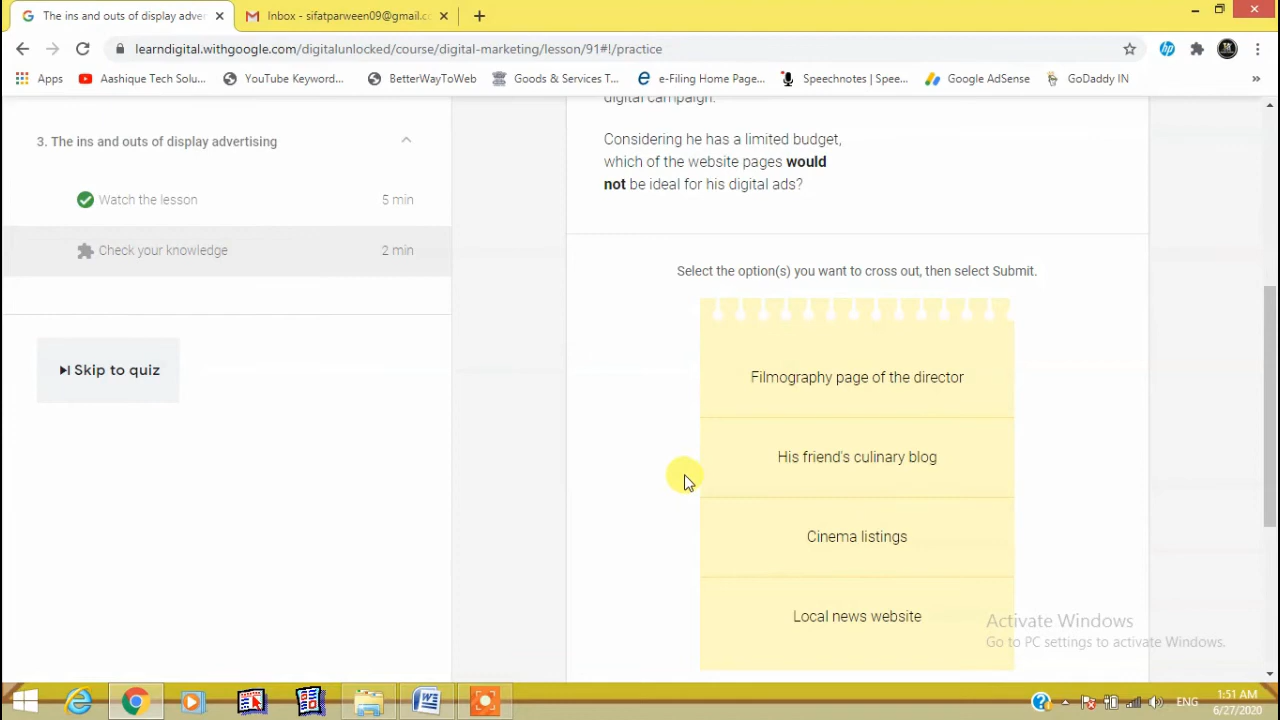 The ins and outs of display adver
Inbox - sifatparween09@gmail.cc
learndigital.withgoogle.com/digitalunlocked/course/digital-marketing/lesson/91#!/practice
Apps
Aashique Tech Solu...
YouTube Keyword...
BetterWayToWeb
Goods & Services T...
e-Filing Home Page...
Speechnotes | Spee...
Google AdSense
GoDaddy IN
»
3. The ins and outs of display advertising
Watch the lesson 5 min
Check your knowledge 2 min
Skip to quiz
digital campaign.
Considering he has a limited budget,
which of the website pages would
not be ideal for his digital ads?
Select the option(s) you want to cross out, then select Submit.
Filmography page of the director
His friend's culinary blog
Cinema listings
Local news website
Activate Windows
Go to PC settings to activate Windows.
ENG
1:51 AM
6/27/2020